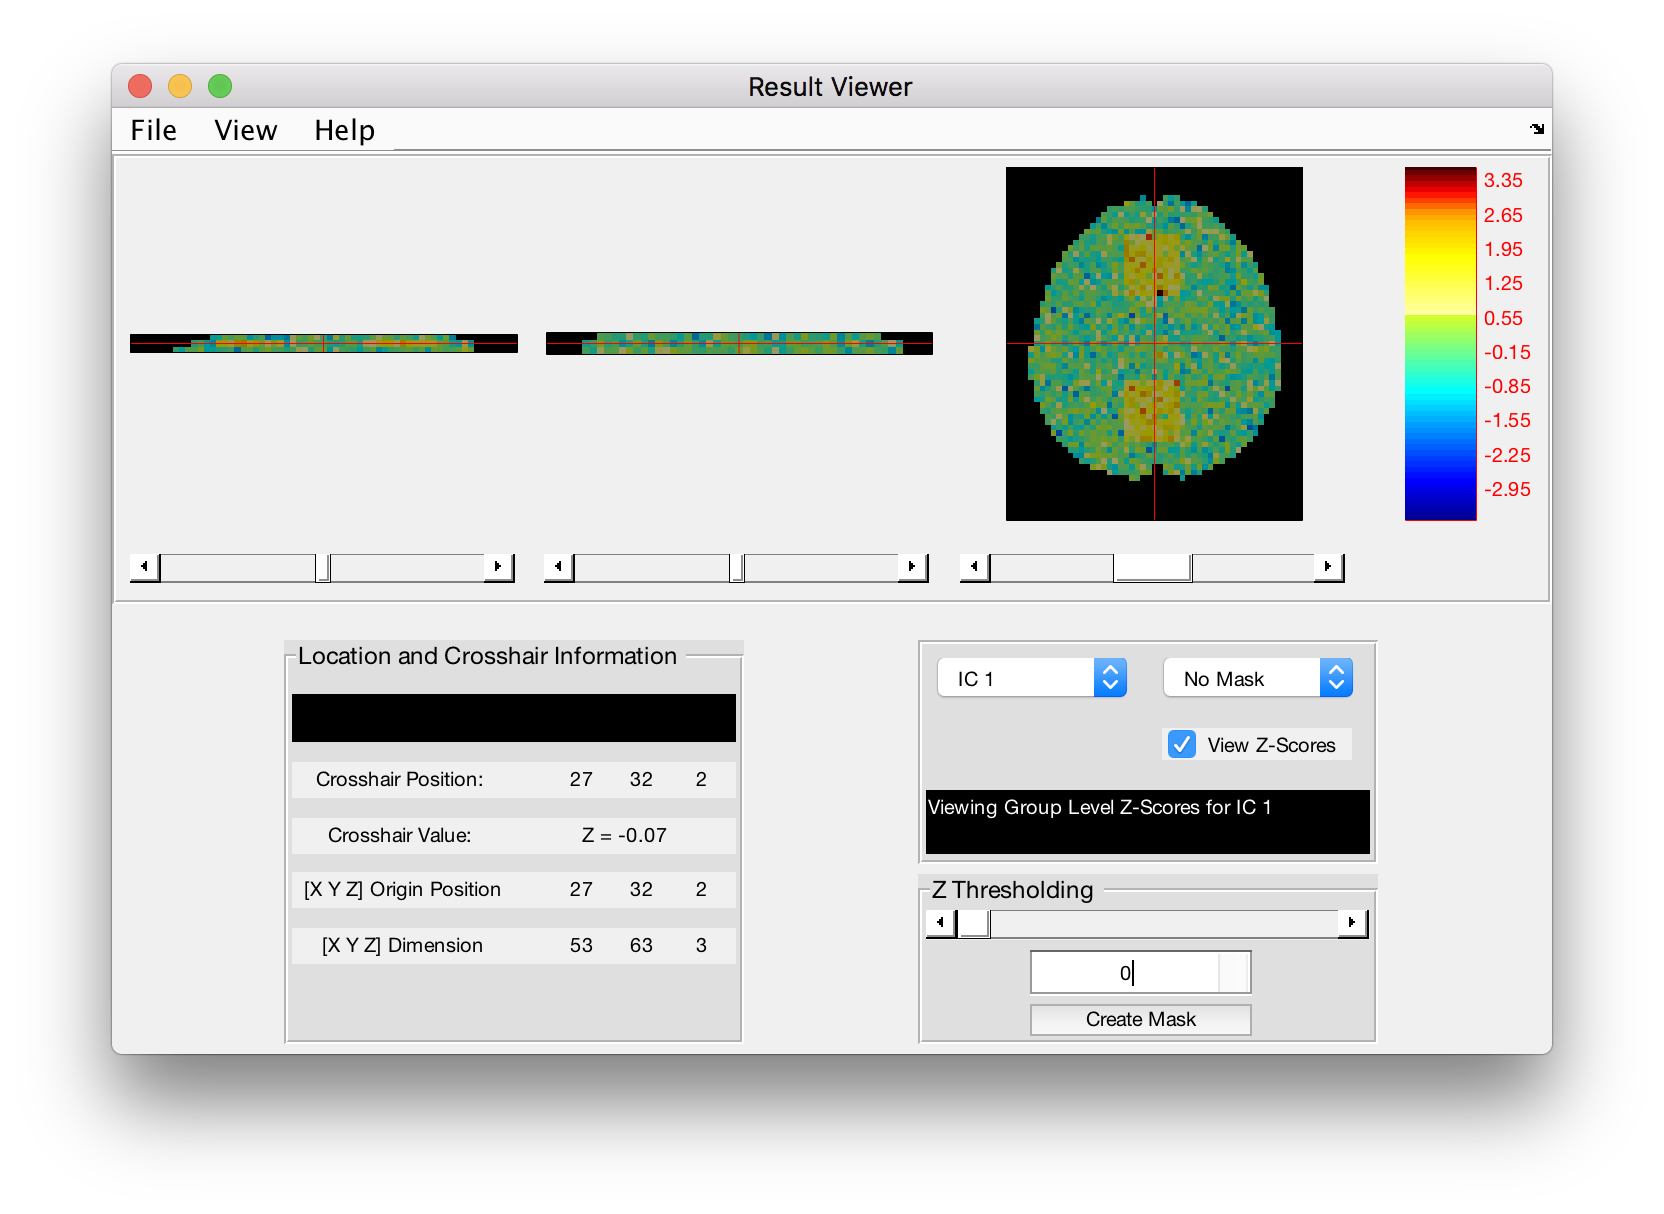 Result Viewer
File View Help
3.35
2.65
1.95
1.25
0.55
-0.15
-0.85
-1.55
-2.25
-2.95
Location and Crosshair Information
Crosshair Position: 27 32 2
Crosshair Value: Z = -0.07
[X Y Z] Origin Position 27 32 2
[X Y Z] Dimension 53 63 3
IC 1 No Mask
View Z-Scores
Viewing Group Level Z-Scores for IC 1
Z Thresholding
0
Create Mask